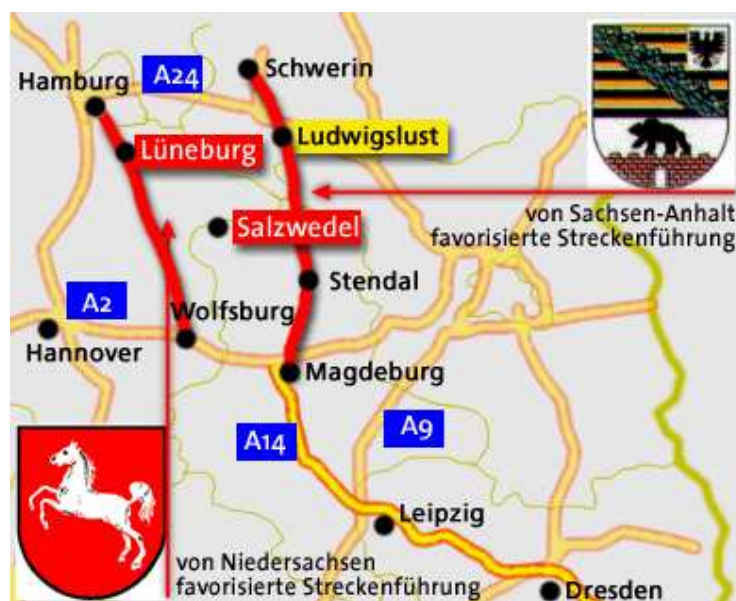 Hamburg
A24
Schwerin
Lüneburg
Ludwigslust
Salzwedel
von Sachsen-Anhalt
favorisierte Streckenführung
Stendal
A2
Wolfsburg
Hannover
Magdeburg
A14
A9
Leipzig
von Niedersachsen
favorisierte Streckenführung
Dresden